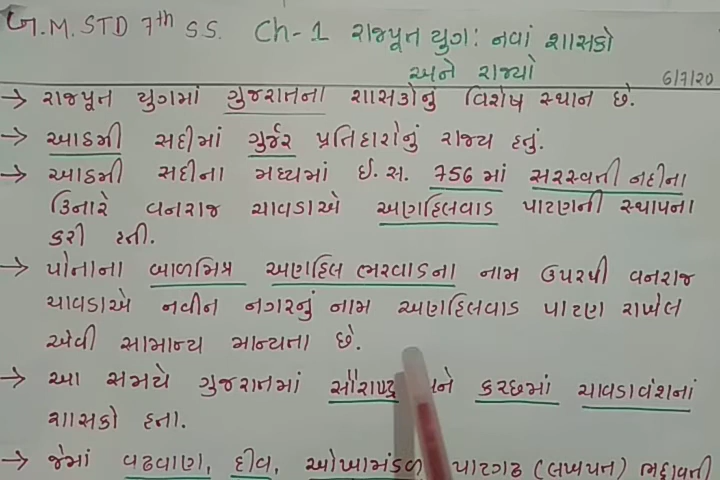 ગુ.M. STD 7th S.S. Ch-1 રાજપૂત યુગ: નવાં શાસકો
અને રાજ્યો 6/7/20
→ રાજપૂત યુગમાં ગુજરાતના શાસકોનું વિશેષ સ્થાન છે.
→ આઠમી સદીમાં ગુર્જર પ્રતિહારોનું રાજ્ય હતું.
→ આઠમી સદીના મધ્યમાં ઈ.સ. 756 માં સરસ્વતી નદીના
કિનારે વનરાજ ચાવડાએ અણહિલવાડ પાટણની સ્થાપના
કરી હતી.
→ પોતાના બાળમિત્ર અણહિલ ભરવાડના નામ ઉપરથી વનરાજ
ચાવડાએ નવીન નગરનું નામ અણહિલવાડ પાટણ રાખેલ
એવી સામાન્ય માન્યતા છે.
→ આ સમયે ગુજરાતમાં સૌરાષ્ટ્ર અને કચ્છમાં ચાવડાવંશનાં
શાસકો હતા.
→ જેમાં વઢવાણ, દીવ, ઓખામંડળ પાટગઢ (લખપત)